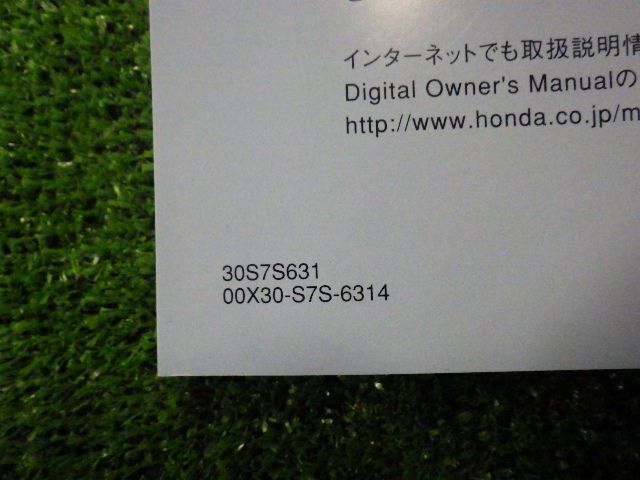 インターネットでも取扱説明情
Digital Owner's Manualの
http://www.honda.co.jp/m
30S7S631
00X30-S7S-6314